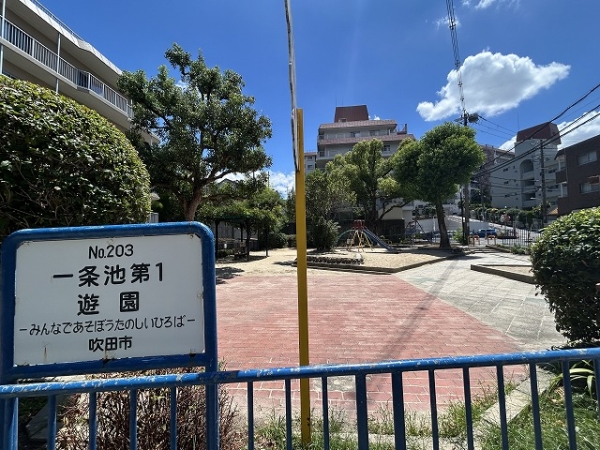 No.203
一条池第1
遊園
－みんなであそぼうたのしいひろば－
吹田市